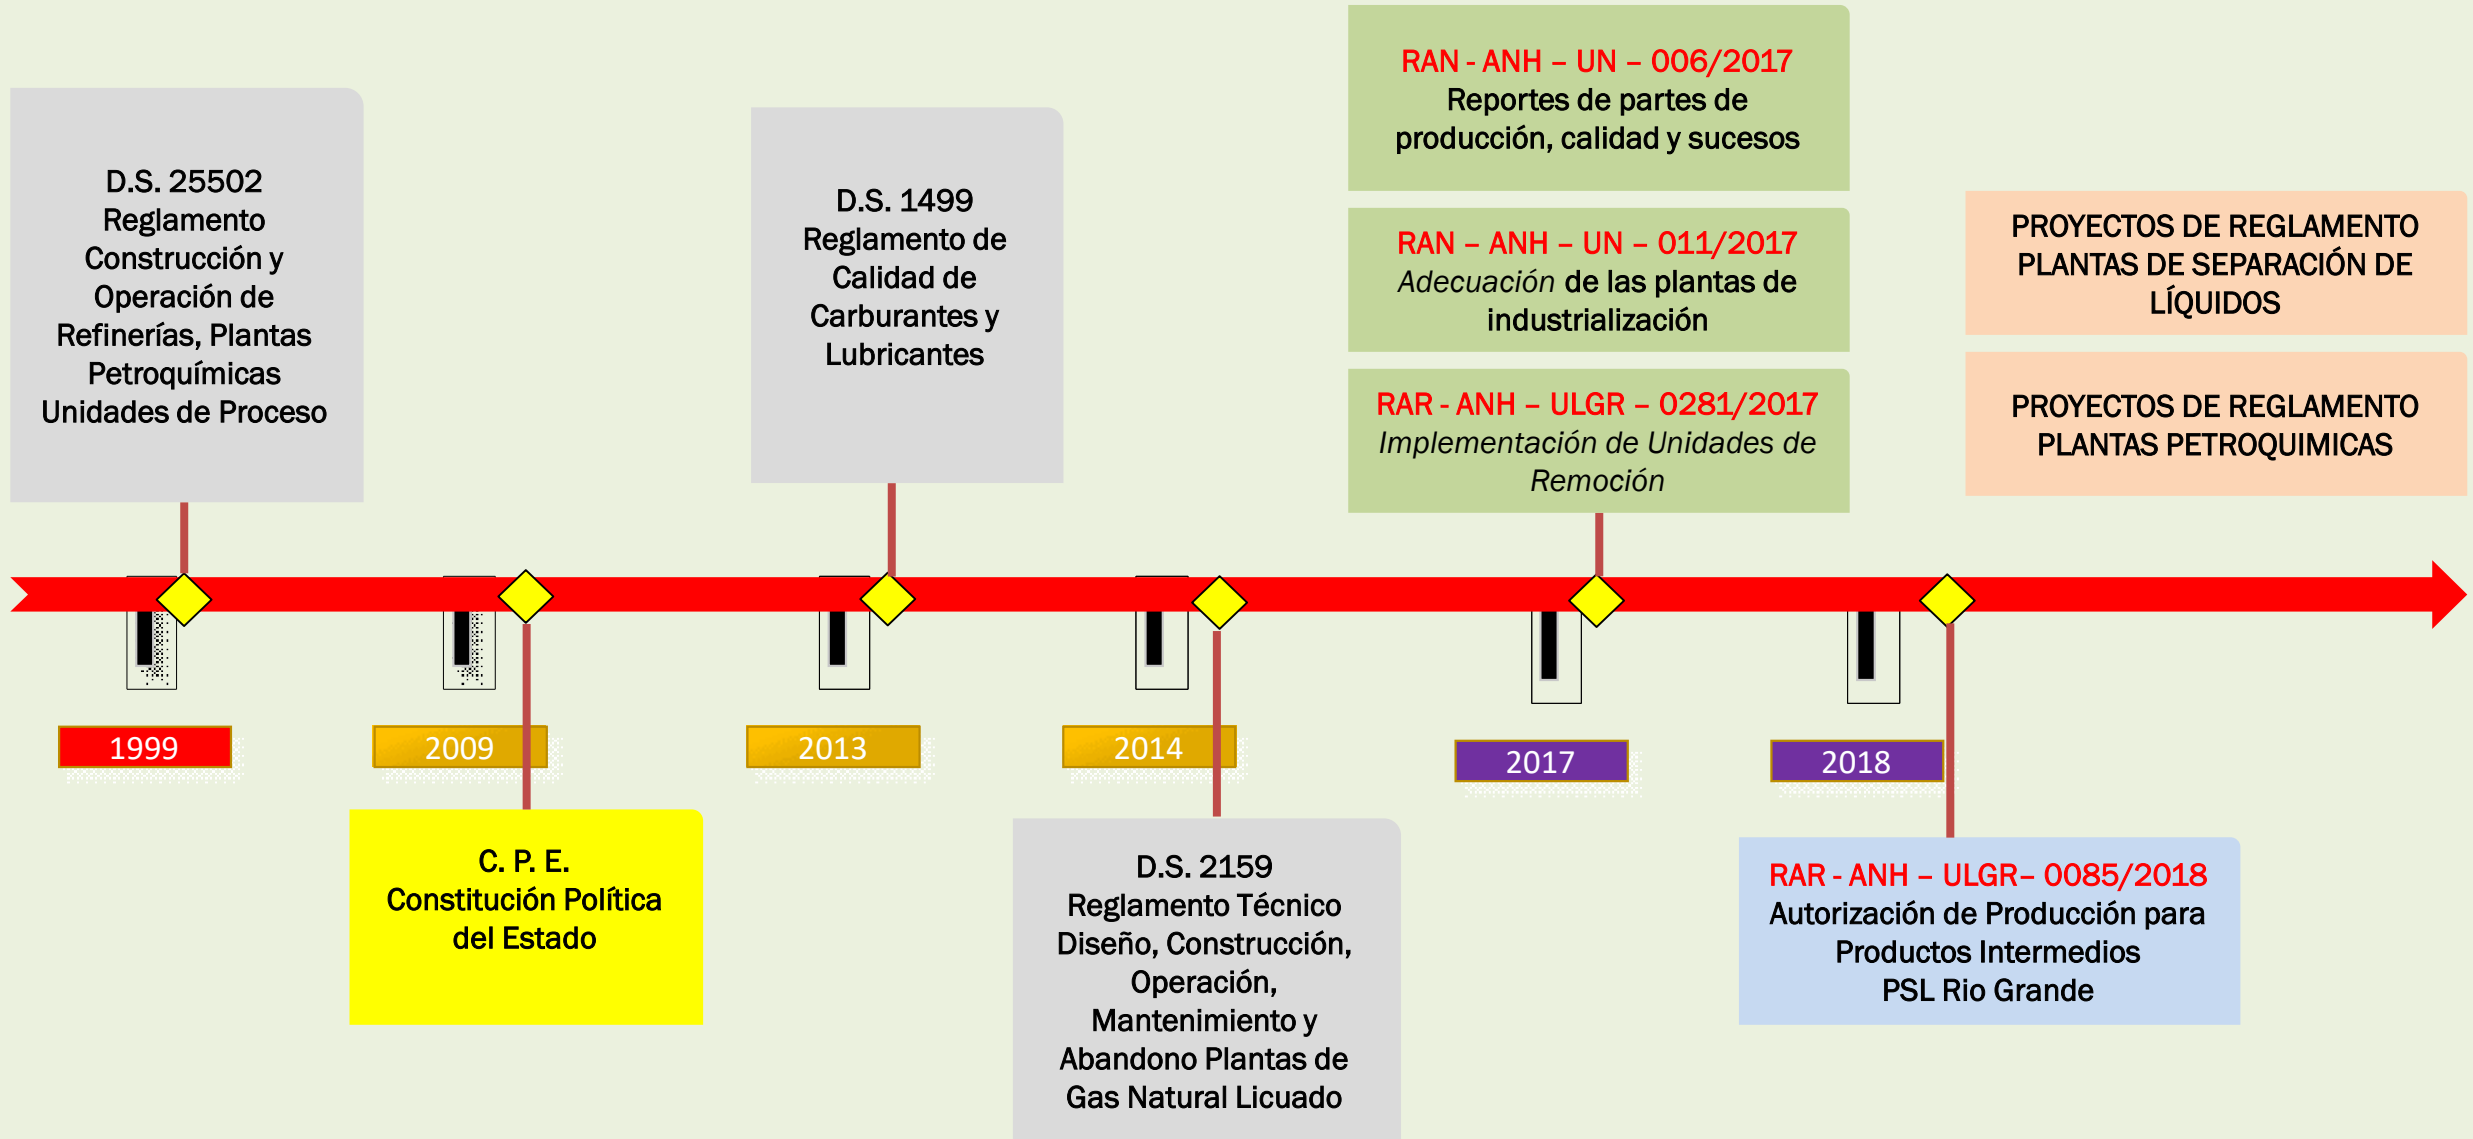 D.S. 25502
Reglamento
Construcción y
Operación de
Refinerías, Plantas
Petroquímicas
Unidades de Proceso
D.S. 1499
Reglamento de
Calidad de
Carburantes y
Lubricantes
RAN - ANH – UN – 006/2017
Reportes de partes de
producción, calidad y sucesos
RAN – ANH – UN – 011/2017
Adecuación de las plantas de
industrialización
RAR - ANH – ULGR – 0281/2017
Implementación de Unidades de
Remoción
PROYECTOS DE REGLAMENTO
PLANTAS DE SEPARACIÓN DE
LÍQUIDOS
PROYECTOS DE REGLAMENTO
PLANTAS PETROQUIMICAS
1999
2009
2013
2014
2017
2018
C. P. E.
Constitución Política
del Estado
D.S. 2159
Reglamento Técnico
Diseño, Construcción,
Operación,
Mantenimiento y
Abandono Plantas de
Gas Natural Licuado
RAR - ANH – ULGR– 0085/2018
Autorización de Producción para
Productos Intermedios
PSL Rio Grande